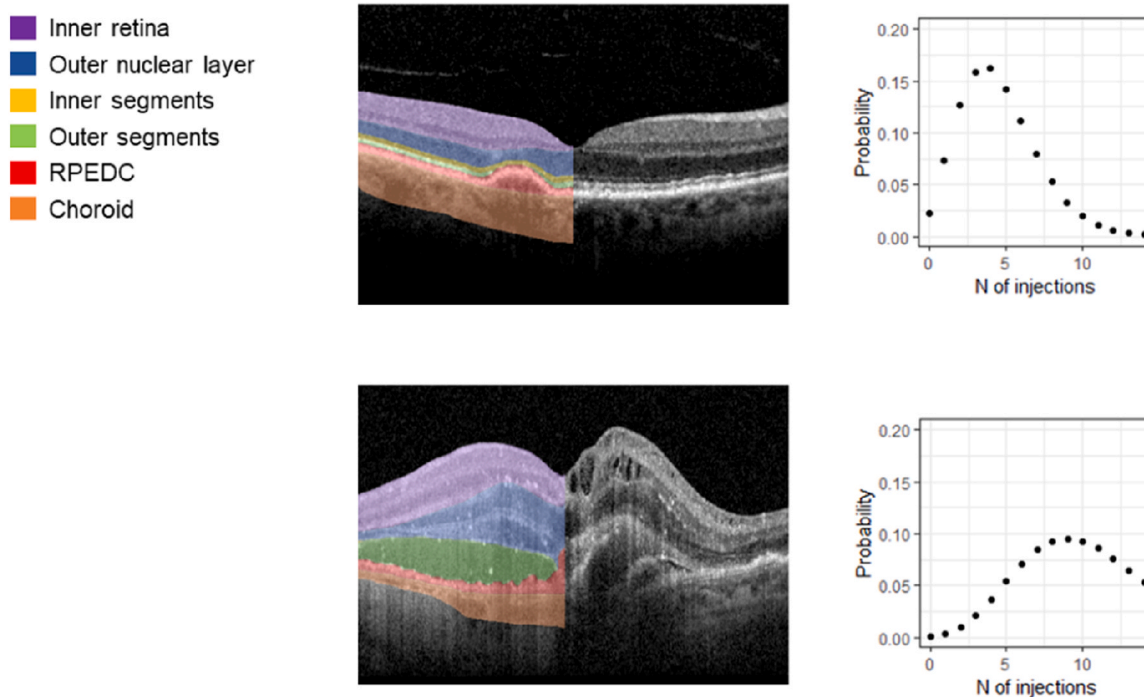 Inner retina
Outer nuclear layer
Inner segments
Outer segments
RPEDC
Choroid
0.20
0.15
0.10
0.05
0.00
Probability
0 5 10
N of injections
0.20
0.15
0.10
0.05
0.00
Probability
0 5 10
N of injections